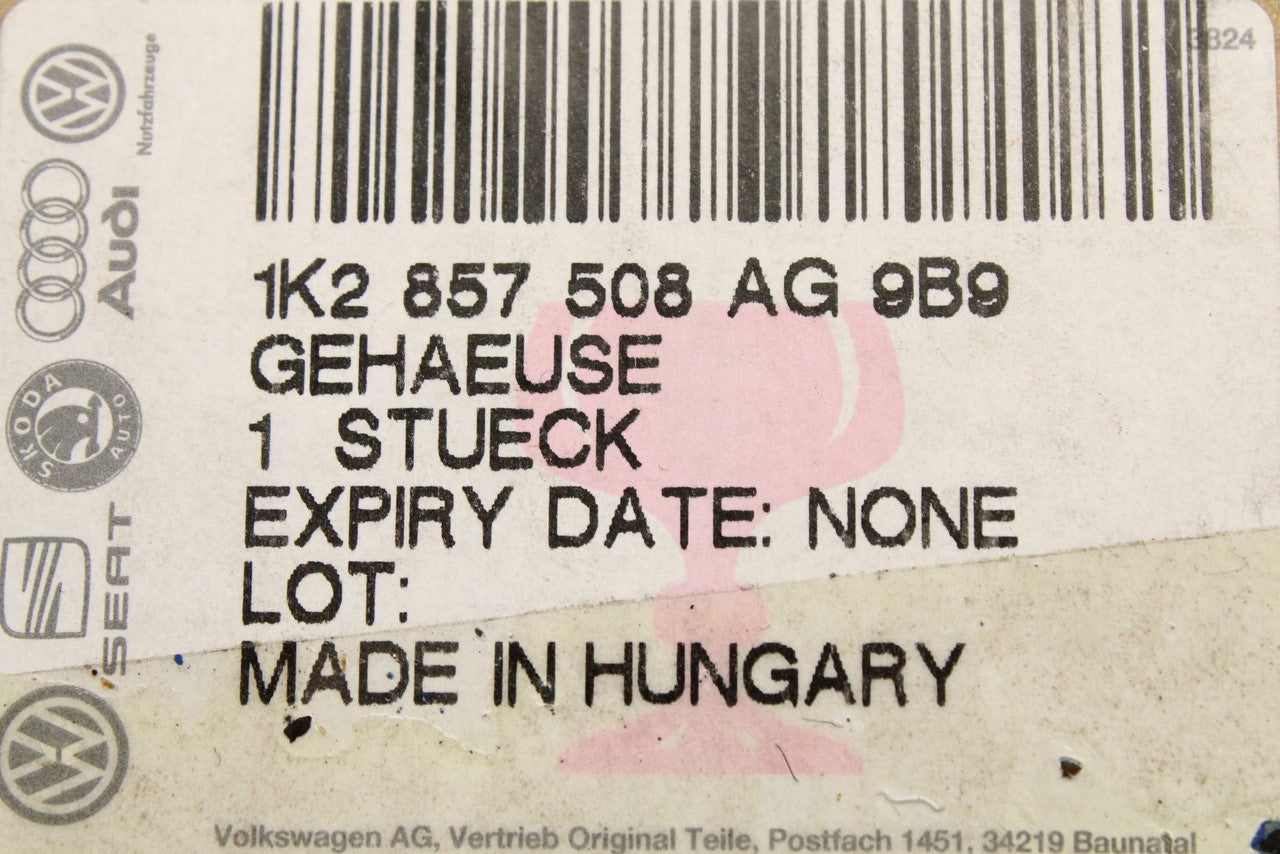 3824
Nutzfahrzeuge
Audi
SKODA
AUTO
SEAT
1K2 857 508 AG 9B9
GEHAEUSE
1 STUECK
EXPIRY DATE: NONE
LOT:
MADE IN HUNGARY
Volkswagen AG, Vertrieb Original Teile, Postfach 1451, 34219 Baunatal